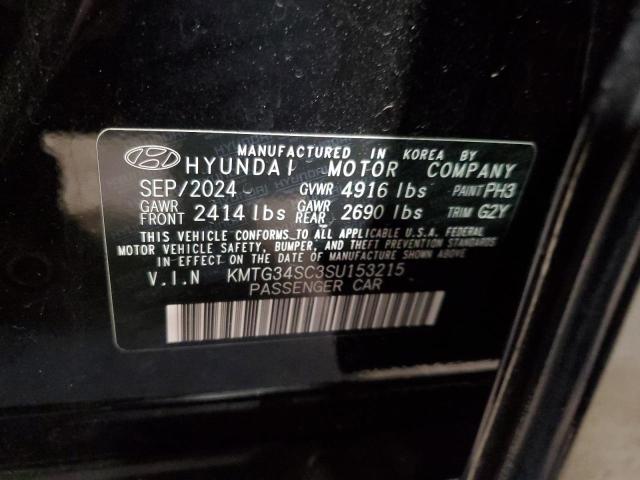 MANUFACTURED IN KOREA BY
HYUNDAI MOTOR COMPANY
SEP/2024 GVWR 4916 lbs PAINT PH3
GAWR FRONT 2414 lbs GAWR REAR 2690 lbs TRIM G2Y
THIS VEHICLE CONFORMS TO ALL APPLICABLE U.S.A. FEDERAL
MOTOR VEHICLE SAFETY, BUMPER, AND THEFT PREVENTION STANDARDS
IN EFFECT ON THE DATE OF MANUFACTURE SHOWN ABOVE.
V.I.N KMTG34SC3SU153215
PASSENGER CAR